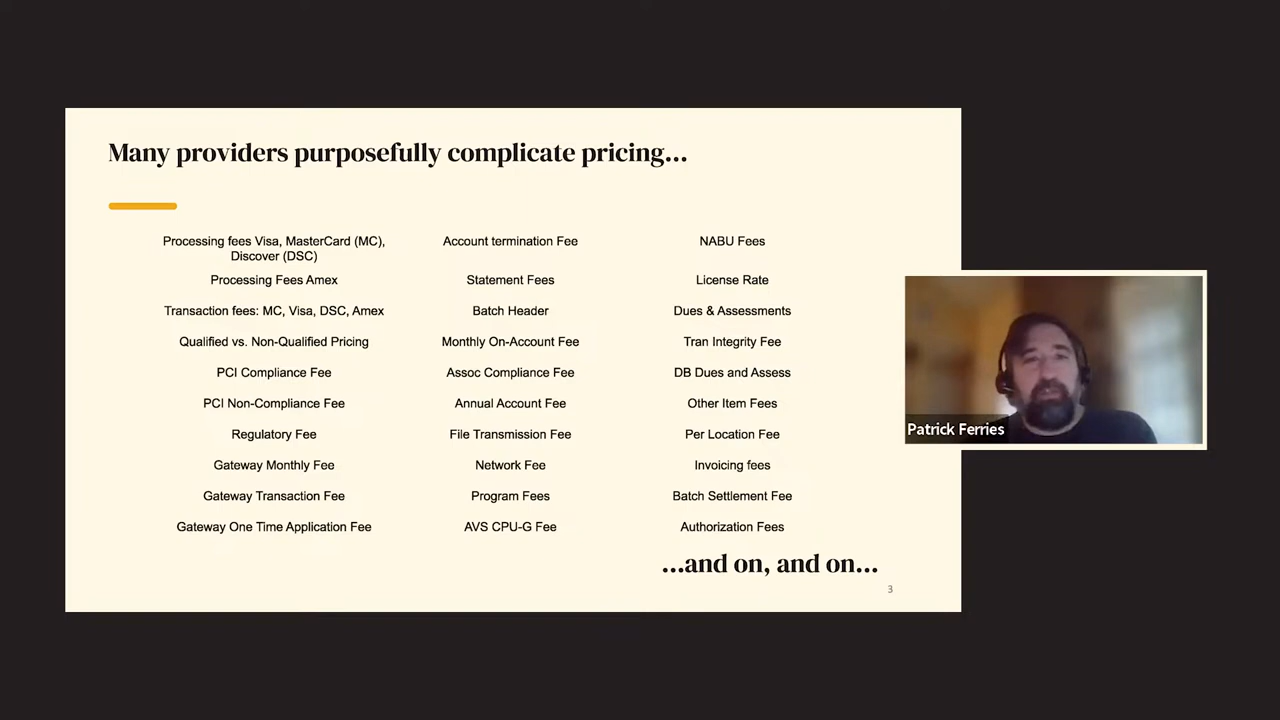 Many providers purposefully complicate pricing...
Processing fees Visa, MasterCard (MC),
Discover (DSC)
Processing Fees Amex
Transaction fees: MC, Visa, DSC, Amex
Qualified vs. Non-Qualified Pricing
PCI Compliance Fee
PCI Non-Compliance Fee
Regulatory Fee
Gateway Monthly Fee
Gateway Transaction Fee
Gateway One Time Application Fee
Account termination Fee
Statement Fees
Batch Header
Monthly On-Account Fee
Assoc Compliance Fee
Annual Account Fee
File Transmission Fee
Network Fee
Program Fees
AVS CPU-G Fee
NABU Fees
License Rate
Dues & Assessments
Tran Integrity Fee
DB Dues and Assess
Other Item Fees
Per Location Fee
Invoicing fees
Batch Settlement Fee
Authorization Fees
...and on, and on...
3
Patrick Ferries